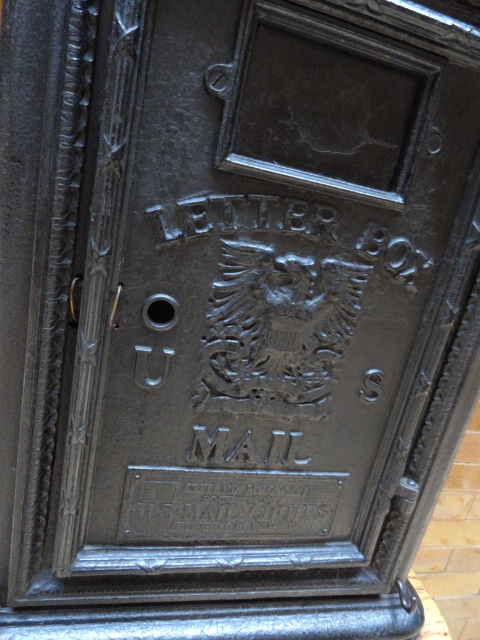 LETTER BOX
U S
MAIL
U.S. MAIL CHUTES